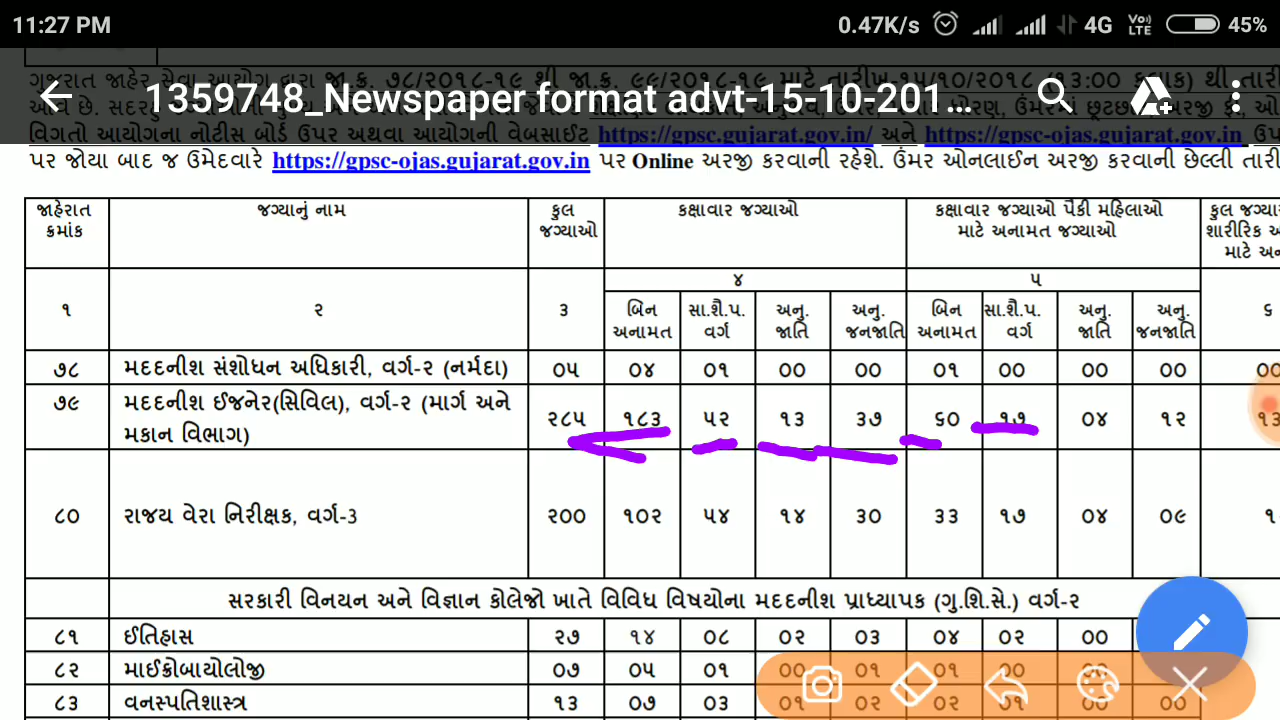 11:27 PM 0.47K/s 4G Vo) LTE 45%
1359748_Newspaper format advt-15-10-201...
ગુજરાત જાહેર સેવા આયોગ દ્વારા જા.ક્ર. ૭૮/૨૦૧૮-૧૯ થી જા.ક્ર. ૯૯/૨૦૧૮-૧૯ માટે તારીખ-૧૫/૧૦/૨૦૧૮ (૧૩:૦૦ કલાક) થી
આવે છે.
વિગતો આયોગના નોટીસ બોર્ડ ઉપર અથવા આયોગની વેબસાઈટ https://gpsc.gujarat.gov.in/ અને https://gpsc-ojas.gujarat.gov.in
પર જોયા બાદ જ ઉમેદવારે https://gpsc-ojas.gujarat.gov.in પર Online અરજી કરવાની રહેશે. ઉંમર ઓનલાઈન અરજી કરવાની છેલ્લી તારી
જાહેરાત ક્રમાંક જગ્યાનું નામ કુલ જગ્યાઓ કક્ષાવાર જગ્યાઓ કક્ષાવાર જગ્યાઓ પૈકી મહિલાઓ માટે અનામત જગ્યાઓ કુલ જગ્યા શારીરિક અ માટે અન
૧ ૨ ૩ ૪ ૫ ૬
બિન અનામત સા.શૈ.પ. વર્ગ અનુ. જાતિ અનુ. જનજાતિ બિન અનામત સા.શૈ.પ. વર્ગ અનુ. જાતિ અનુ. જનજાતિ
૭૮ મદદનીશ સંશોધન અધિકારી, વર્ગ-૨ (નર્મદા) ૦૫ ૦૪ ૦૧ ૦૦ ૦૦ ૦૧ ૦૦ ૦૦ ૦૦ ૦૦
૭૯ મદદનીશ ઈજનેર(સિવિલ), વર્ગ-૨ (માર્ગ અને
મકાન વિભાગ) ૨૮૫ ૧૮૩ ૫૨ ૧૩ ૩૭ ૬૦ ૧૭ ૦૪ ૧૨ ૧૩
૮૦ રાજય વેરા નિરીક્ષક, વર્ગ-3 ૨૦૦ ૧૦૨ ૫૪ ૧૪ ૩૦ ૩૩ ૧૭ ૦૪ ૦૯ ૧
સરકારી વિનયન અને વિજ્ઞાન કોલેજો ખાતે વિવિધ વિષયોના મદદનીશ પ્રાધ્યાપક (ગુ.શિ.સે.) વર્ગ-૨
૮૧ ઈતિહાસ ૨૭ ૧૪ ૦૮ ૦૨ ૦૩ ૦૪ ૦૨ ૦૦
૮૨ માઈક્રોબાયોલોજી ૦૭ ૦૫ ૦૧ ૦૦ ૦૧ ૦૧ ૦૦ ૦૦
૮૩ વનસ્પતિશાસ્ત્ર ૧૩ ૦૭ ૦૩ ૦૧ ૦૨ ૦૨ ૦૧ ૦૦ ૦૦